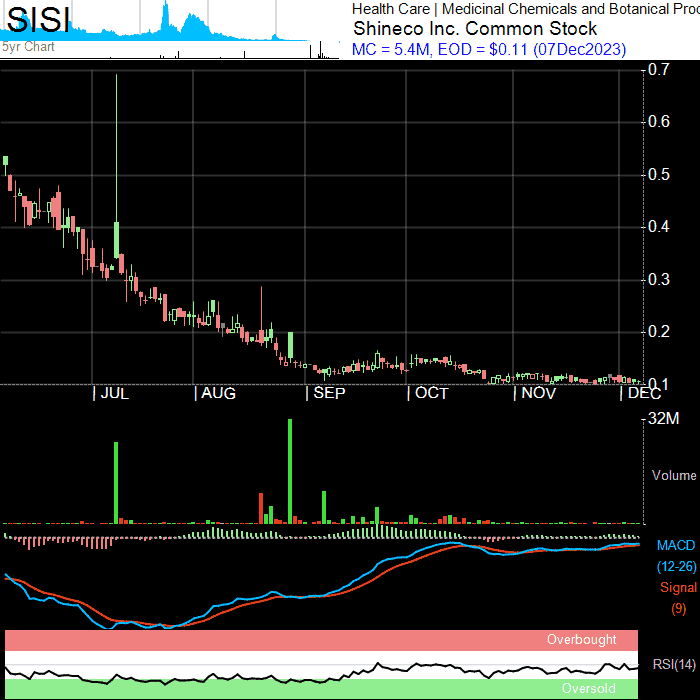 SISI
5yr Chart
Health Care | Medicinal Chemicals and Botanical Proc
Shineco Inc. Common Stock
MC = 5.4M, EOD = $0.11 (07Dec2023)
0.7
0.6
0.5
0.4
0.3
0.2
0.1
| JUL | AUG | SEP | OCT | NOV | DEC
32M
Volume
MACD
(12-26)
Signal
(9)
Overbought
RSI(14)
Oversold